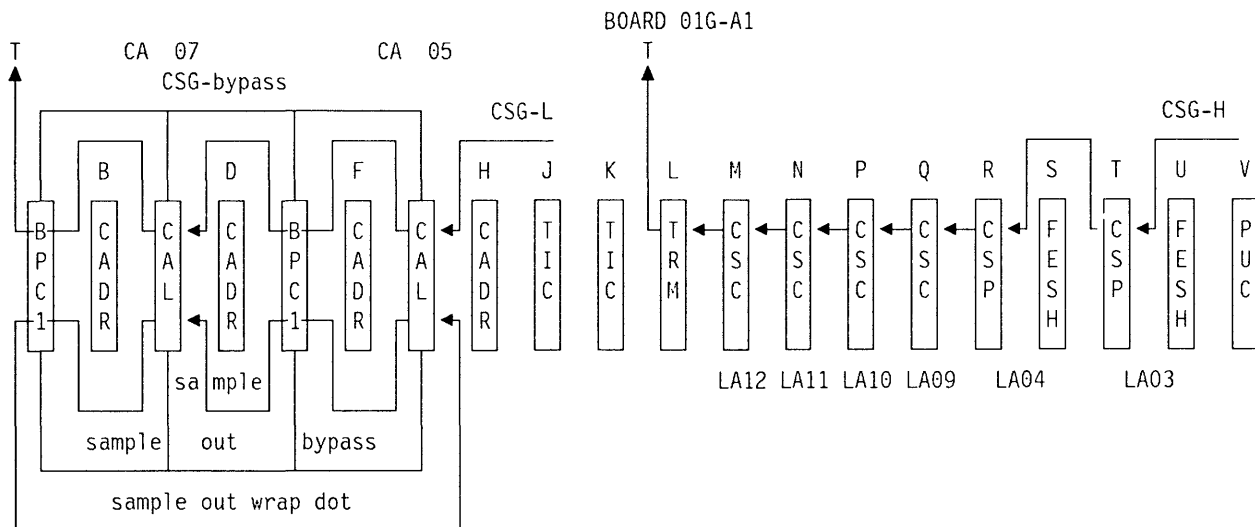 BOARD 01G-A1
T CA 07 CA 05 T
CSG-bypass
CSG-L CSG-H
B D F H J K L M N P Q R S T U V
BPC1 CADR CAL CADR BPC1 CADR CAL CADR TIC TIC TRM CSC CSC CSC CSC CSP FESH CSP FESH PUC
LA12 LA11 LA10 LA09 LA04 LA03
sa mple
sample out bypass
sample out wrap dot